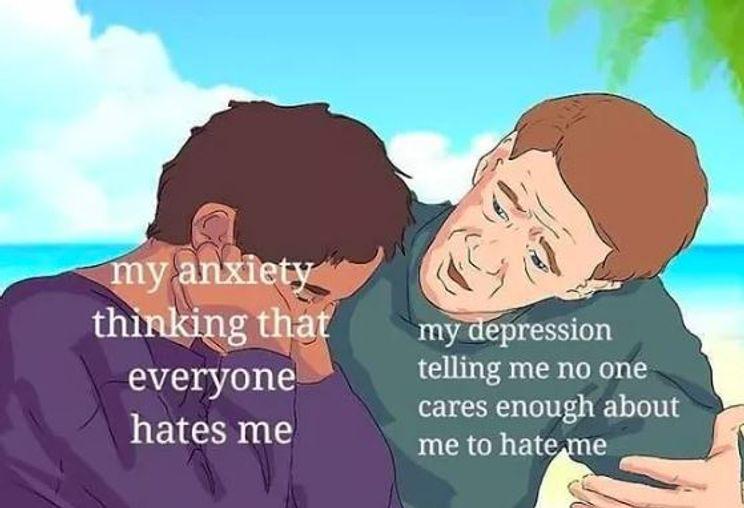 my anxiety
thinking that
everyone
hates me
my depression
telling me no one
cares enough about
me to hate me